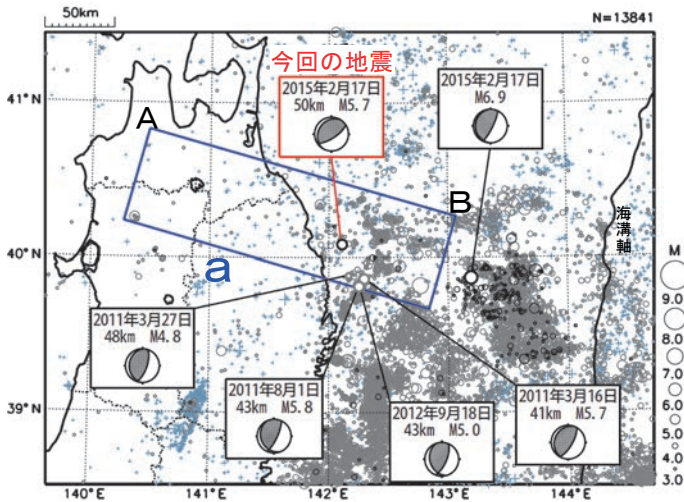 50km
N=13841
今回の地震
2015年2月17日
50km M5.7
2015年2月17日
M6.9
41°N
A
B
海溝軸
40°N
a
M
9.0
8.0
7.0
6.0
5.0
4.0
3.0
2011年3月27日
48km M4.8
2011年8月1日
43km M5.8
2012年9月18日
43km M5.0
2011年3月16日
41km M5.7
39°N
140°E
141°E
142°E
143°E
144°E